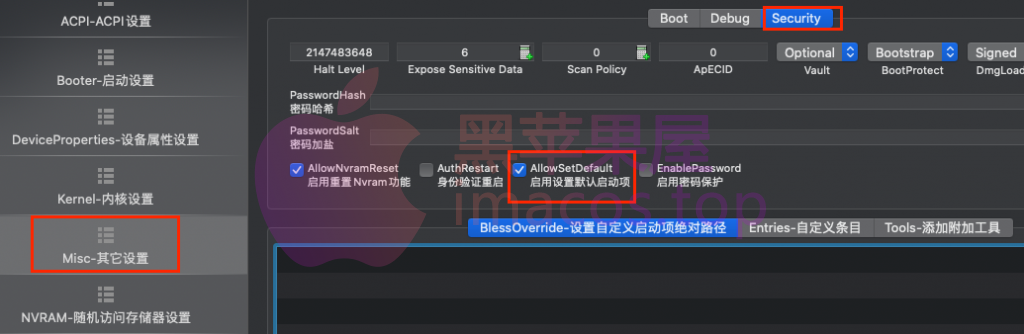 ACPI-ACPI设置
Booter-启动设置
DeviceProperties-设备属性设置
Kernel-内核设置
Misc-其它设置
NVRAM-随机访问存储器设置
Boot Debug Security
2147483648 6 0 0 Optional Bootstrap Signed
Halt Level Expose Sensitive Data Scan Policy ApECID Vault BootProtect DmgLoad
PasswordHash
密码哈希
PasswordSalt
密码加盐
AllowNvramReset AuthRestart AllowSetDefault EnablePassword
启用重置Nvram功能 身份验证重启 启用设置默认启动项 启用密码保护
黑苹果屋
imacos.top
BlessOverride-设置自定义启动项绝对路径 Entries-自定义条目 Tools-添加附加工具